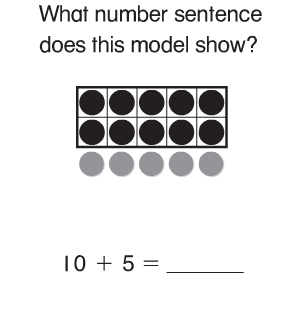 What number sentence
does this model show?
10 + 5 = ______